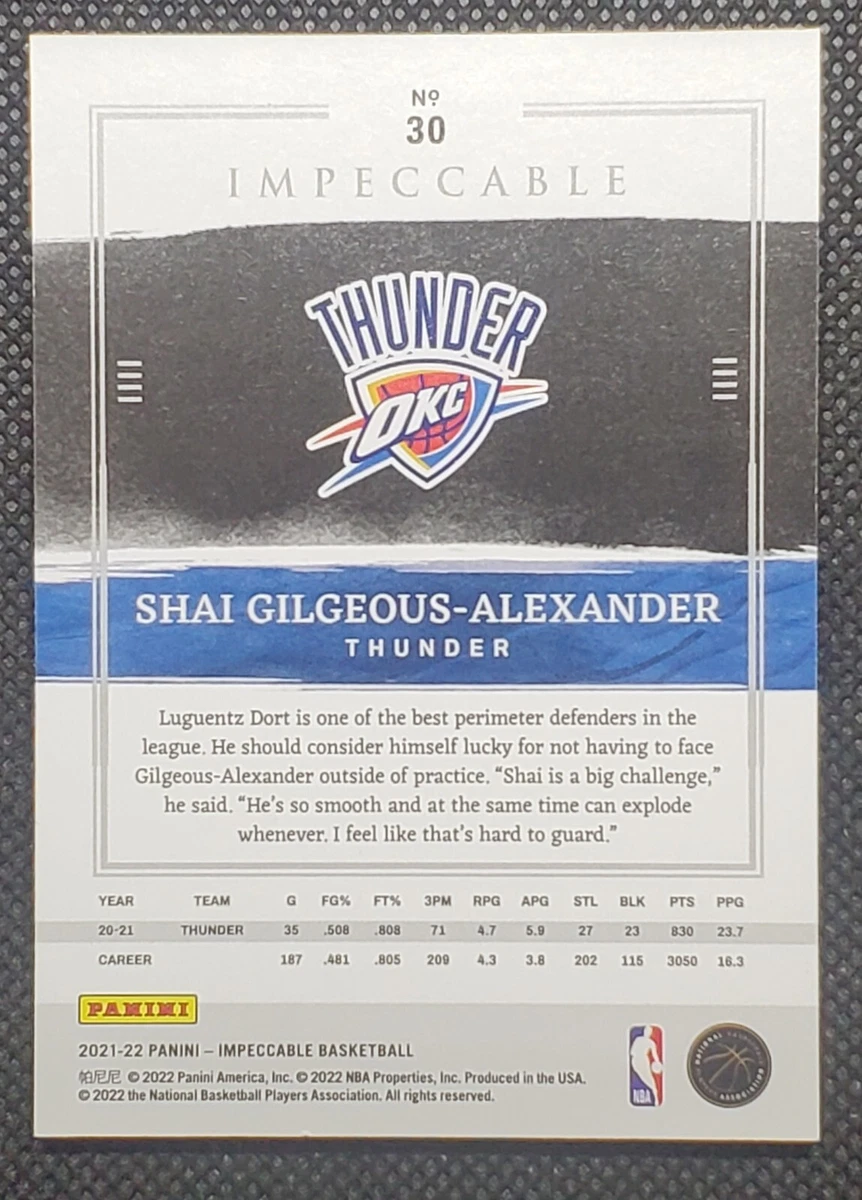 Nº
30
IMPECCABLE
THUNDER
OKC
SHAI GILGEOUS-ALEXANDER
THUNDER
Luguentz Dort is one of the best perimeter defenders in the
league. He should consider himself lucky for not having to face
Gilgeous-Alexander outside of practice. “Shai is a big challenge,”
he said. “He’s so smooth and at the same time can explode
whenever. I feel like that’s hard to guard.”
YEAR TEAM G FG% FT% 3PM RPG APG STL BLK PTS PPG
20-21 THUNDER 35 .508 .808 71 4.7 5.9 27 23 830 23.7
CAREER 187 .481 .805 209 4.3 3.8 202 115 3050 16.3
PANINI
2021-22 PANINI – IMPECCABLE BASKETBALL
帕尼尼 © 2022 Panini America, Inc. © 2022 NBA Properties, Inc. Produced in the USA.
© 2022 the National Basketball Players Association. All rights reserved.
NBA
NATIONAL BASKETBALL
ASSOCIATION